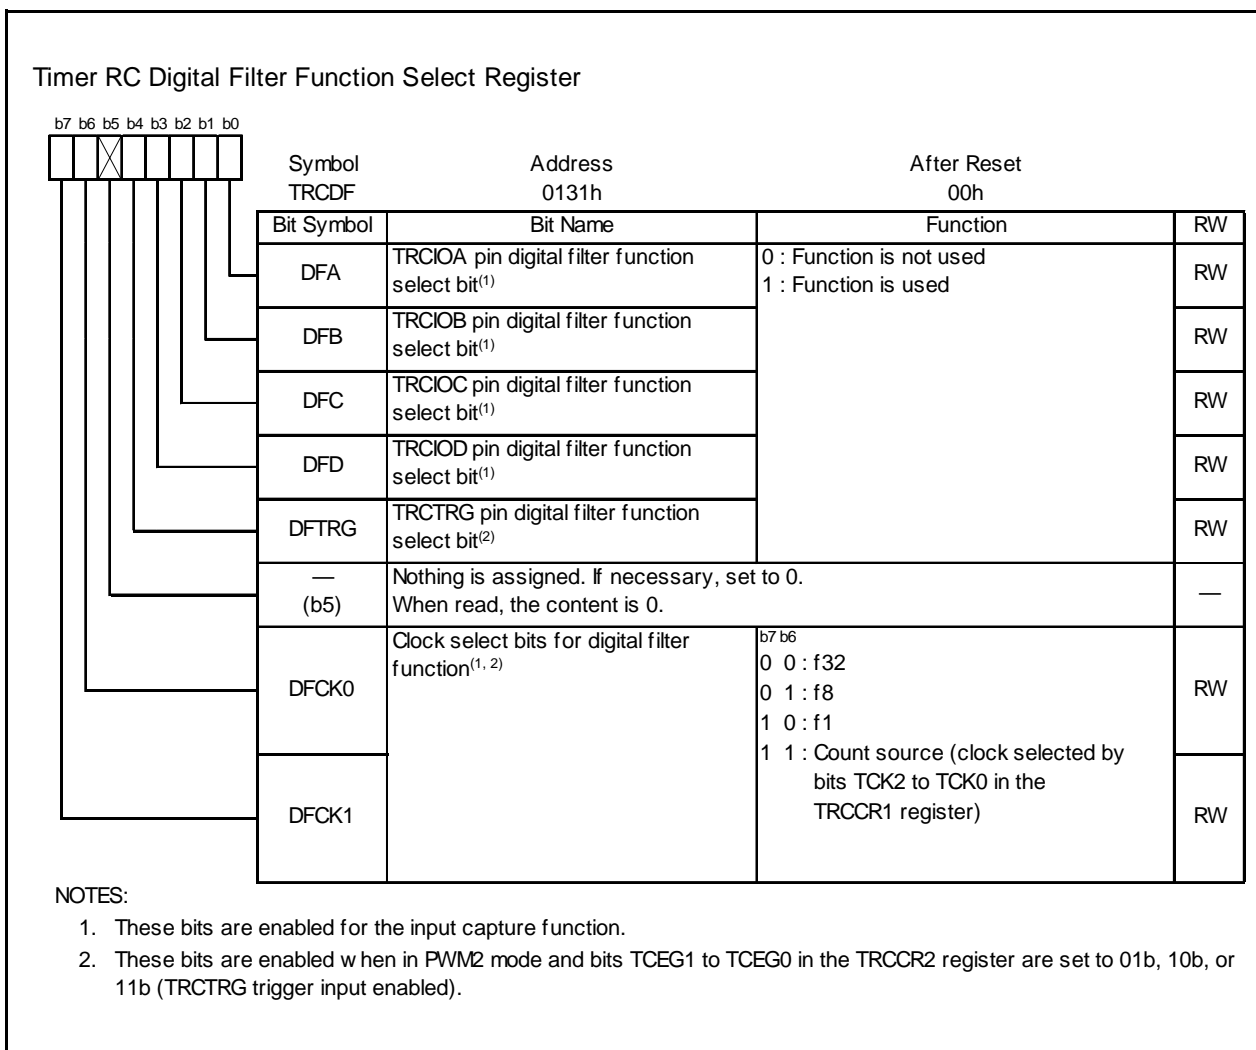 Timer RC Digital Filter Function Select Register
b7 b6 b5 b4 b3 b2 b1 b0
Symbol Address After Reset
TRCDF 0131h 00h
Bit Symbol Bit Name Function RW
DFA TRCIOA pin digital filter function select bit(1) 0 : Function is not used RW
1 : Function is used
DFB TRCIOB pin digital filter function select bit(1) RW
DFC TRCIOC pin digital filter function select bit(1) RW
DFD TRCIOD pin digital filter function select bit(1) RW
DFTRG TRCTRG pin digital filter function select bit(2) RW
— (b5) Nothing is assigned. If necessary, set to 0. —
When read, the content is 0.
DFCK0 Clock select bits for digital filter function(1, 2) b7 b6 RW
0 0 : f32
0 1 : f8
1 0 : f1
1 1 : Count source (clock selected by
bits TCK2 to TCK0 in the
TRCCR1 register)
DFCK1 RW
NOTES:
1. These bits are enabled for the input capture function.
2. These bits are enabled when in PWM2 mode and bits TCEG1 to TCEG0 in the TRCCR2 register are set to 01b, 10b, or
11b (TRCTRG trigger input enabled).